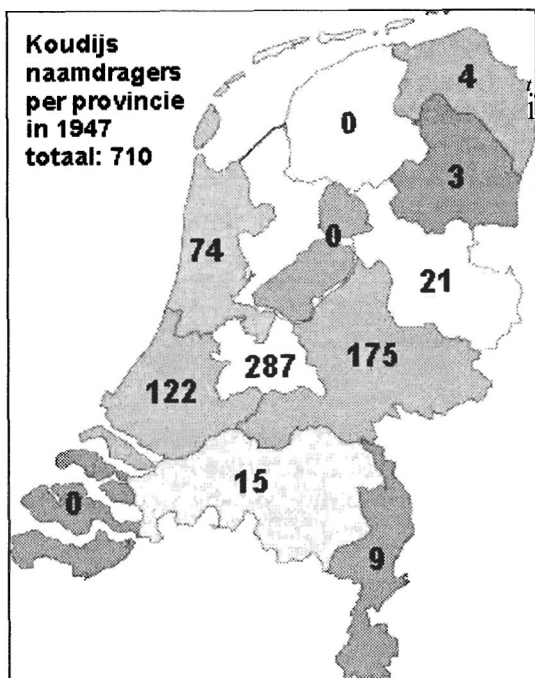 Koudijs
naamdragers
per provincie
in 1947
totaal: 710
4
0
3
74
0
21
287
175
122
15
0
9